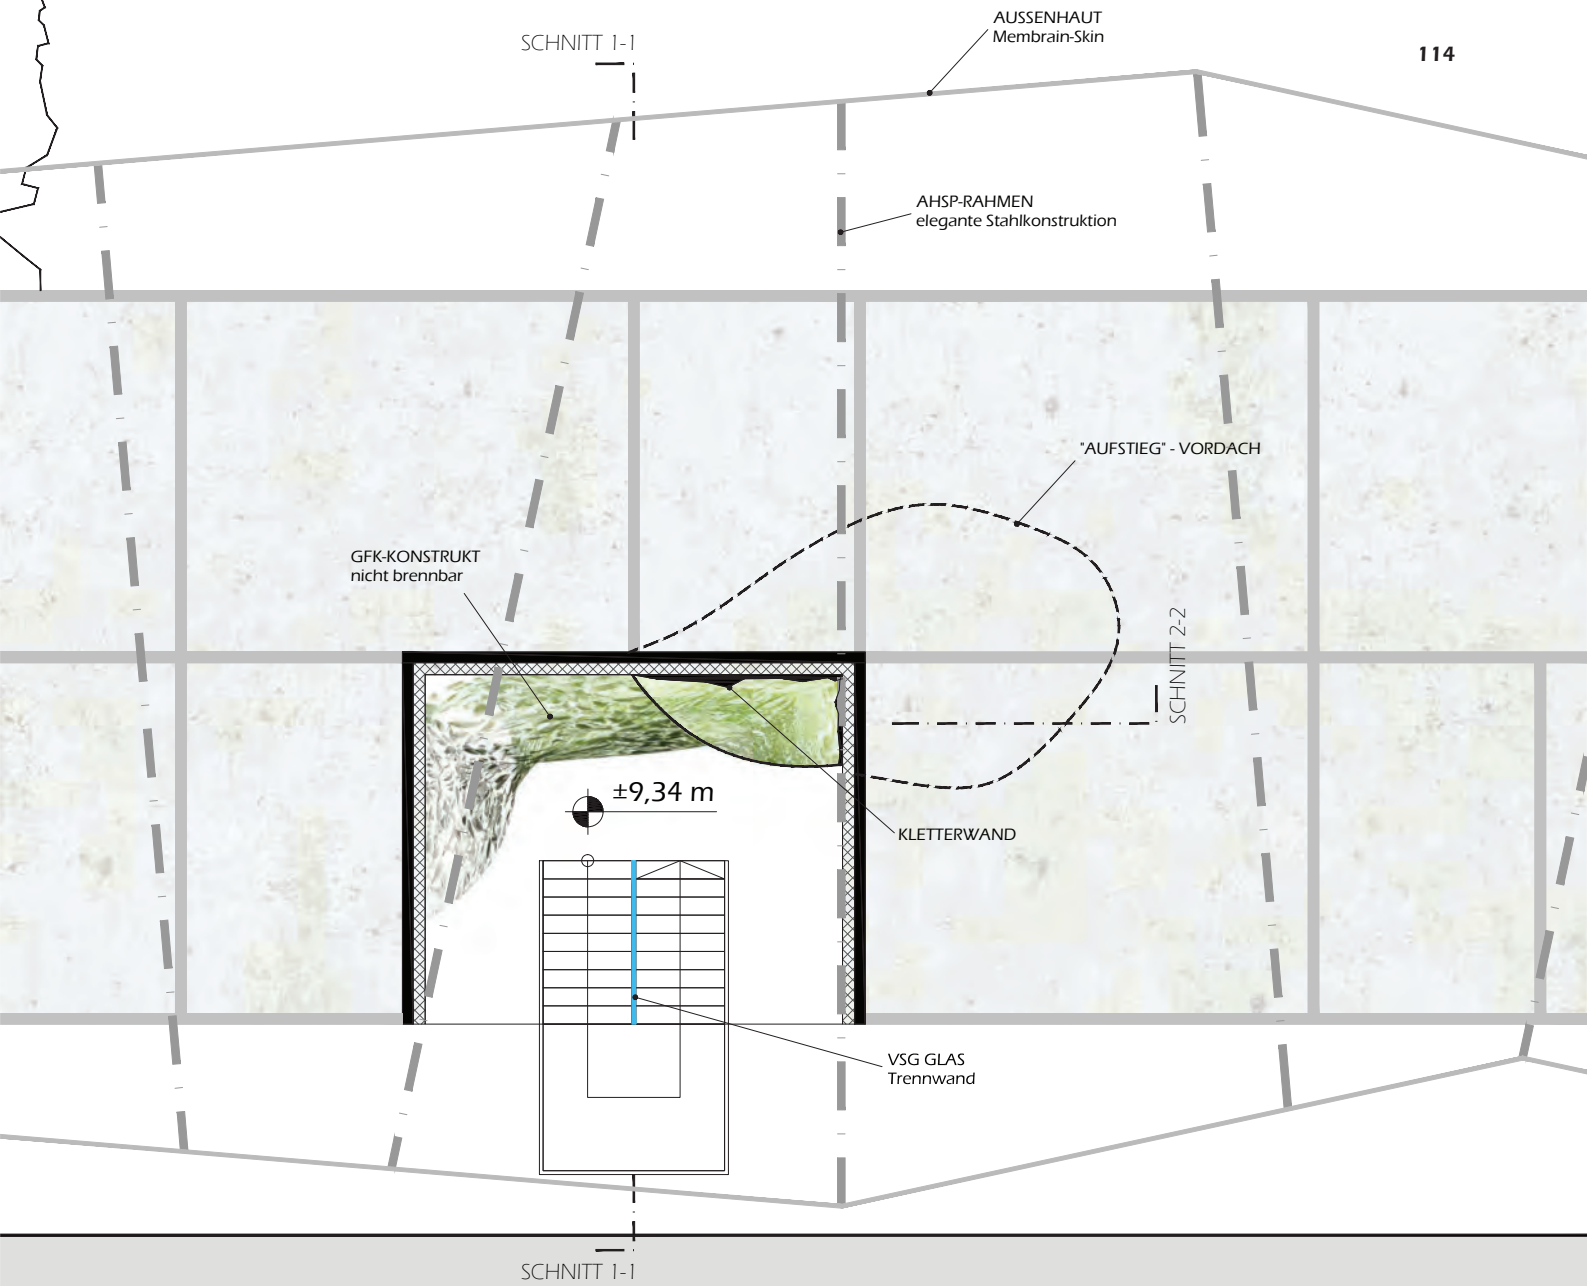 AUSSENHAUT
Membrain-Skin
SCHNITT 1-1
114
AHSP-RAHMEN
elegante Stahlkonstruktion
"AUFSTIEG" - VORDACH
GFK-KONSTRUKT
nicht brennbar
SCHNITT 2-2
±9,34 m
KLETTERWAND
VSG GLAS
Trennwand
SCHNITT 1-1